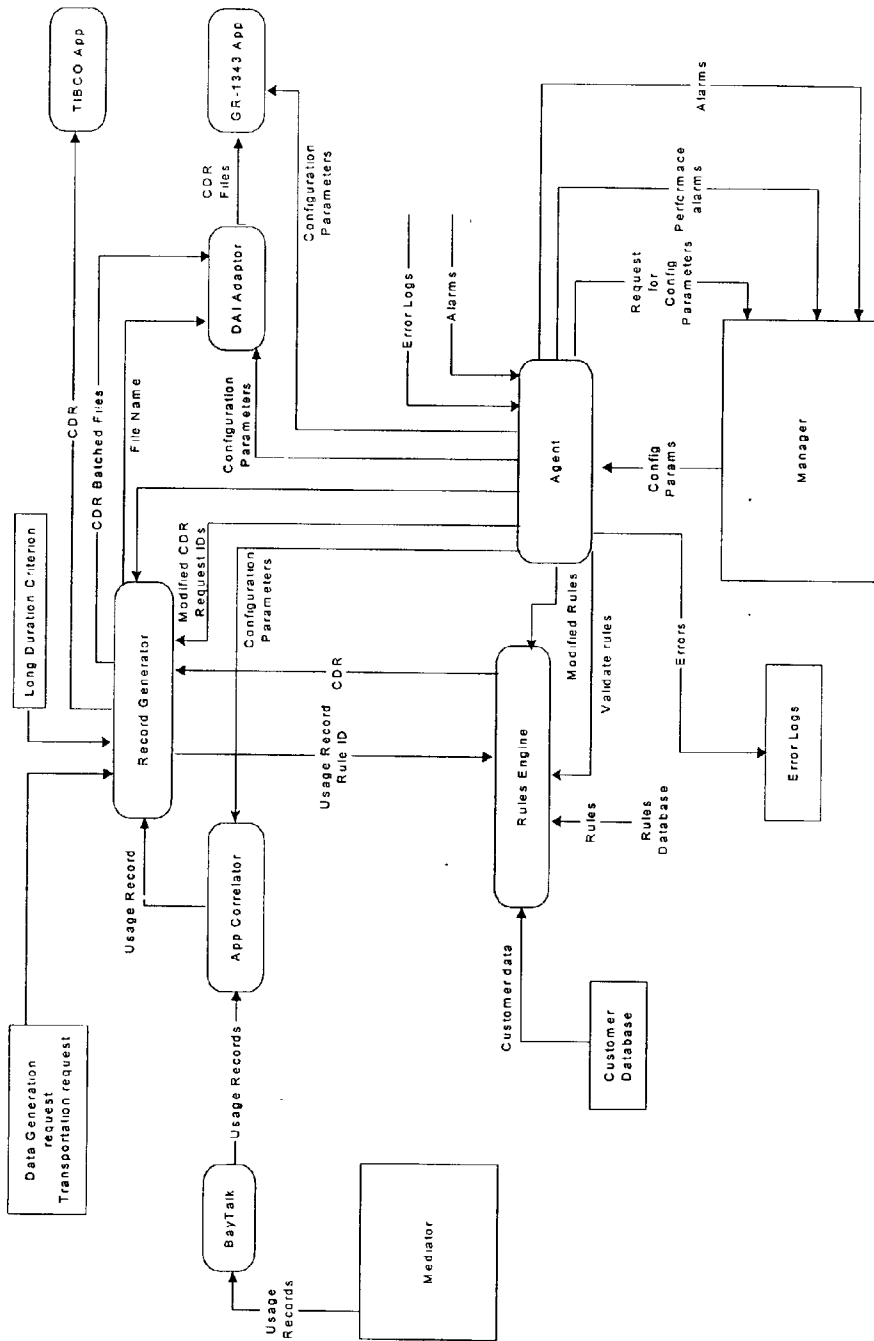 Data Generation
request
Transportation request
Long Duration Criterion
TIBCO App
CDR
CDR Batched Files
File Name
Record Generator
Usage Record
DAI Adaptor
CDR
Files
GR-1343 App
Configuration
Parameters
Configuration
Parameters
Modified CDR
Request IDs
Configuration
Parameters
App Correlator
Usage Records
BayTalk
Usage
Records
Mediator
Usage Record
Rule ID
CDR
Error Logs
Alarms
Rules Engine
Customer data
Customer
Database
Rules
Rules
Database
Modified Rules
Validate rules
Agent
Errors
Error Logs
Config
Params
Request
for
Config
Parameters
Performace
alarms
Alarms
Manager